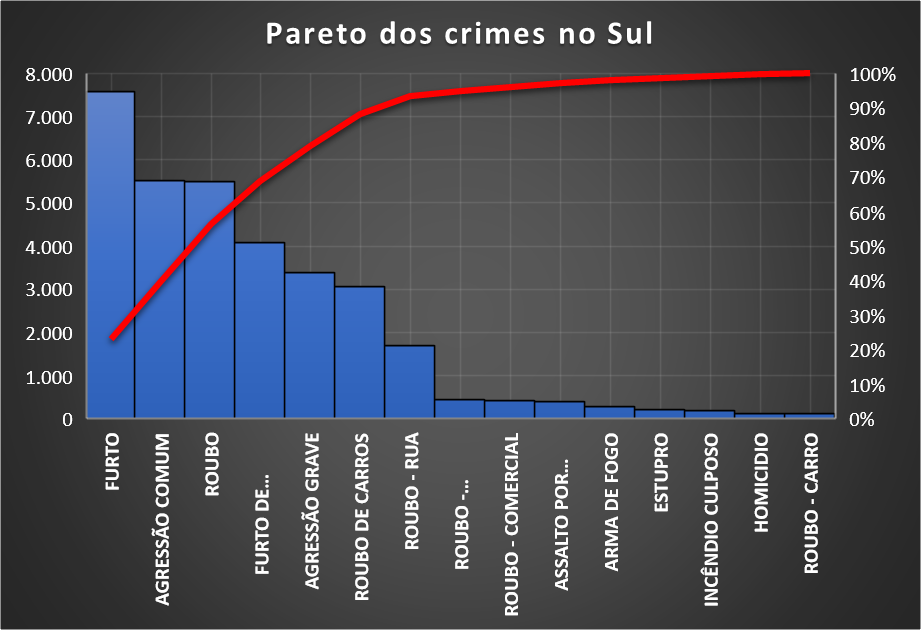 Pareto dos crimes no Sul
8.000
7.000
6.000
5.000
4.000
3.000
2.000
1.000
0
100%
90%
80%
70%
60%
50%
40%
30%
20%
10%
0%
FURTO
AGRESSÃO COMUM
ROUBO
FURTO DE...
AGRESSÃO GRAVE
ROUBO DE CARROS
ROUBO - RUA
ROUBO -...
ROUBO - COMERCIAL
ASSALTO POR...
ARMA DE FOGO
ESTUPRO
INCÊNDIO CULPOSO
HOMICIDIO
ROUBO - CARRO